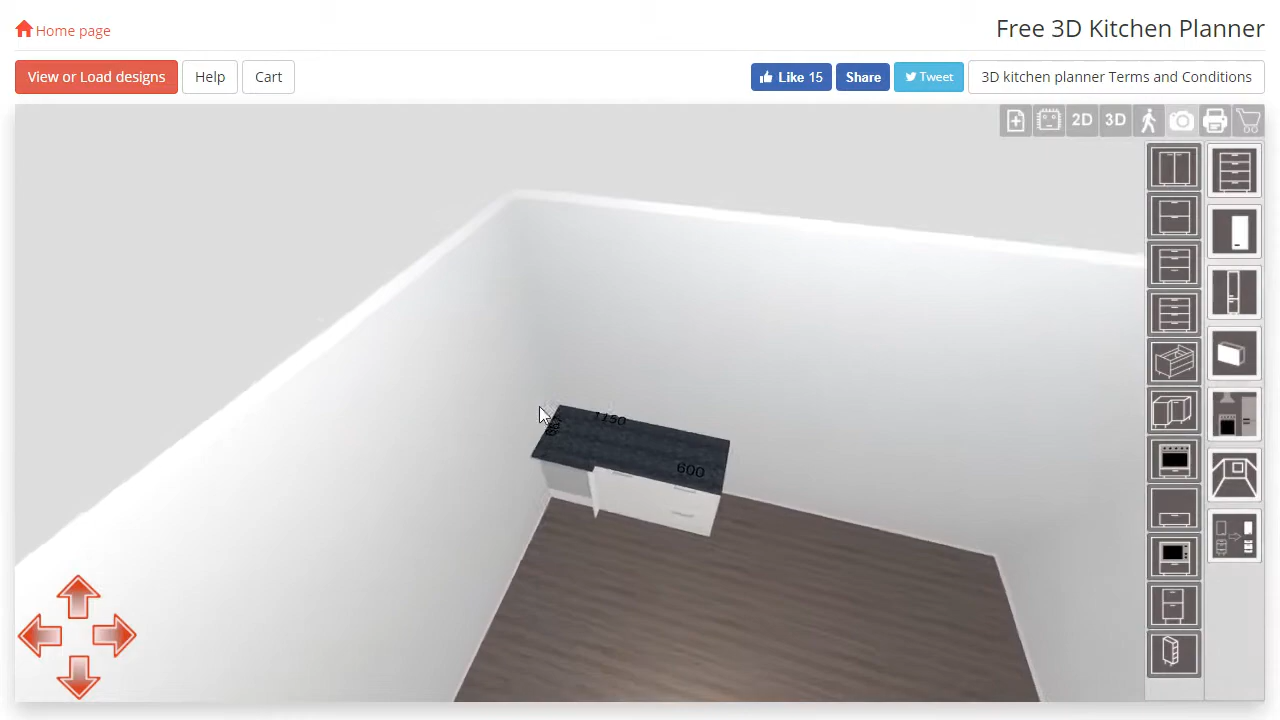 Home page
Free 3D Kitchen Planner
View or Load designs
Help
Cart
Like 15
Share
Tweet
3D kitchen planner Terms and Conditions
2D
3D
1150
600